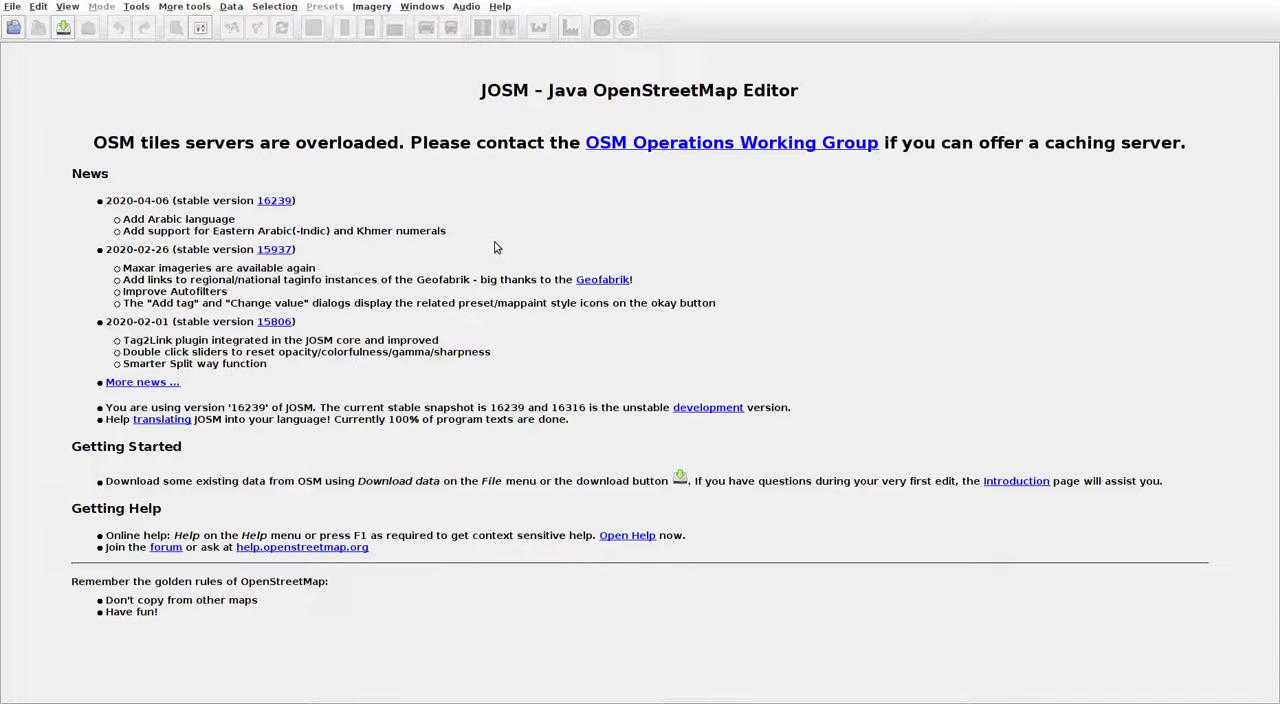 File Edit View Mode Tools More tools Data Selection Presets Imagery Windows Audio Help
JOSM – Java OpenStreetMap Editor
OSM tiles servers are overloaded. Please contact the OSM Operations Working Group if you can offer a caching server.
News
2020-04-06 (stable version 16239)
Add Arabic language
Add support for Eastern Arabic(-Indic) and Khmer numerals
2020-02-26 (stable version 15937)
Maxar imageries are available again
Add links to regional/national taginfo instances of the Geofabrik - big thanks to the Geofabrik!
Improve Autofilters
The "Add tag" and "Change value" dialogs display the related preset/mappaint style icons on the okay button
2020-02-01 (stable version 15806)
Tag2Link plugin integrated in the JOSM core and improved
Double click sliders to reset opacity/colorfulness/gamma/sharpness
Smarter Split way function
More news ...
You are using version '16239' of JOSM. The current stable snapshot is 16239 and 16316 is the unstable development version.
Help translating JOSM into your language! Currently 100% of program texts are done.
Getting Started
Download some existing data from OSM using Download data on the File menu or the download button . If you have questions during your very first edit, the Introduction page will assist you.
Getting Help
Online help: Help on the Help menu or press F1 as required to get context sensitive help. Open Help now.
Join the forum or ask at help.openstreetmap.org
Remember the golden rules of OpenStreetMap:
Don't copy from other maps
Have fun!